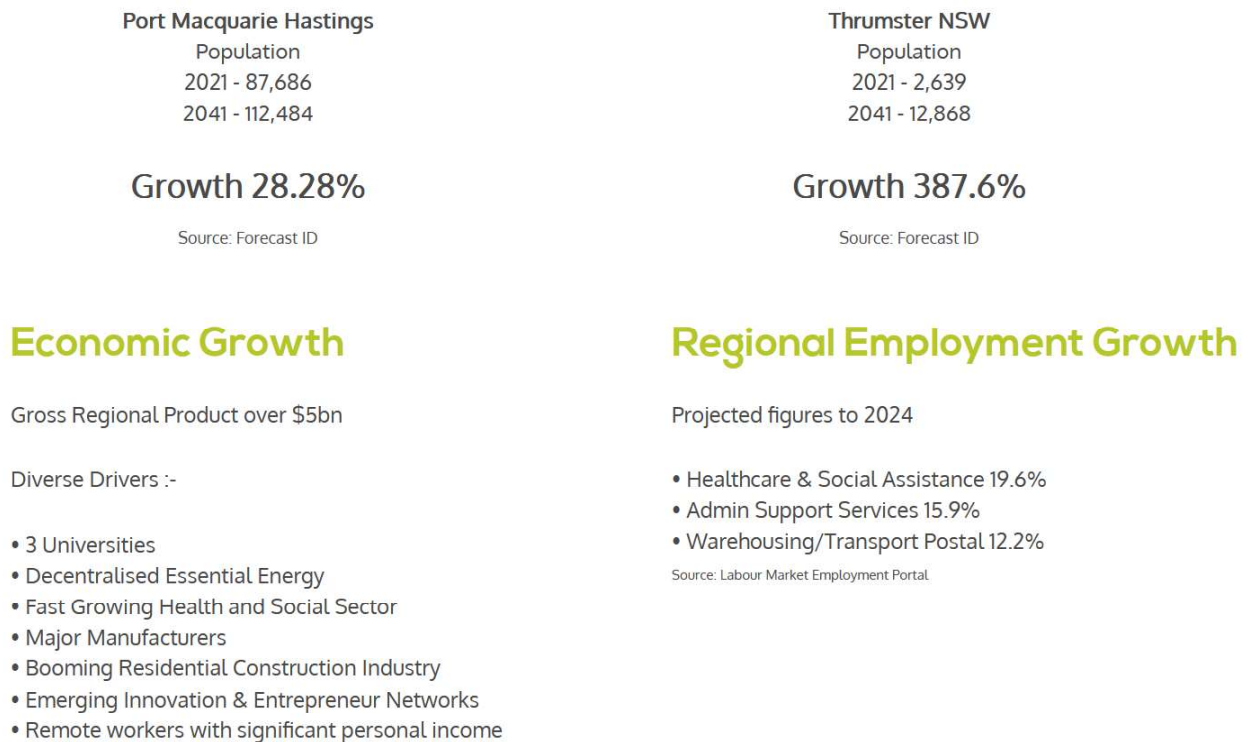 Port Macquarie Hastings
Population
2021 - 87,686
2041 - 112,484
Growth 28.28%
Source: Forecast ID
Thrumster NSW
Population
2021 - 2,639
2041 - 12,868
Growth 387.6%
Source: Forecast ID
Economic Growth
Gross Regional Product over $5bn
Diverse Drivers :-
• 3 Universities
• Decentralised Essential Energy
• Fast Growing Health and Social Sector
• Major Manufacturers
• Booming Residential Construction Industry
• Emerging Innovation & Entrepreneur Networks
• Remote workers with significant personal income
Regional Employment Growth
Projected figures to 2024
• Healthcare & Social Assistance 19.6%
• Admin Support Services 15.9%
• Warehousing/Transport Postal 12.2%
Source: Labour Market Employment Portal